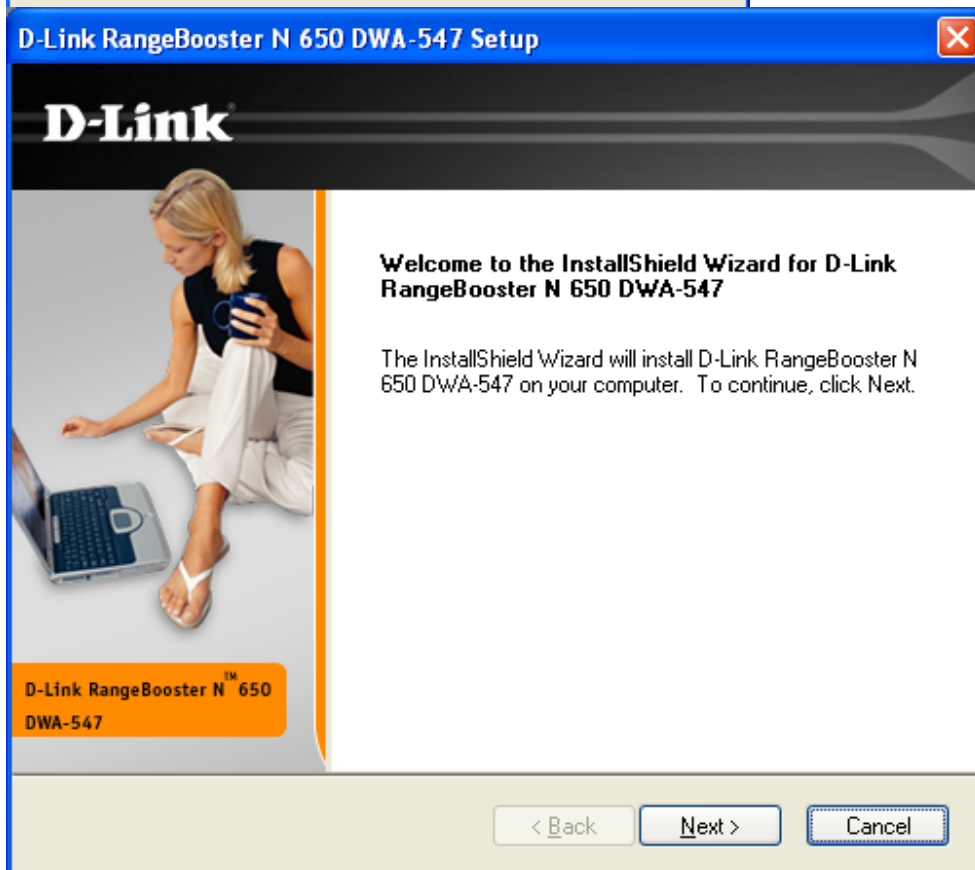 D-Link RangeBooster N 650 DWA-547 Setup
D-Link®
Welcome to the InstallShield Wizard for D-Link
RangeBooster N 650 DWA-547
The InstallShield Wizard will install D-Link RangeBooster N
650 DWA-547 on your computer.  To continue, click Next.
D-Link RangeBooster N™650
DWA-547
< Back
Next >
Cancel